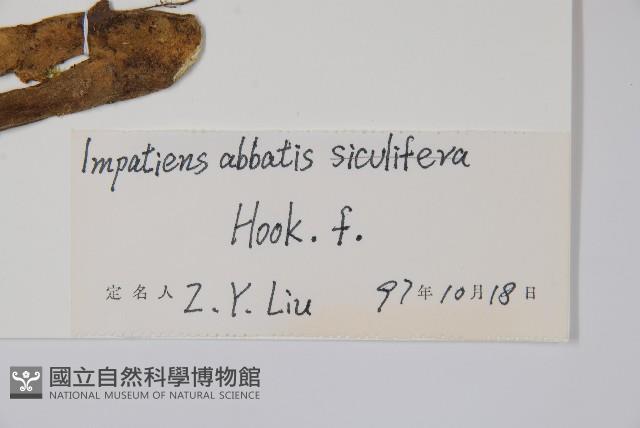 Impatiens abbatis siculifera
Hook. f.
定名人 Z. Y. Liu 97年10月18日
國立自然科學博物館
NATIONAL MUSEUM OF NATURAL SCIENCE